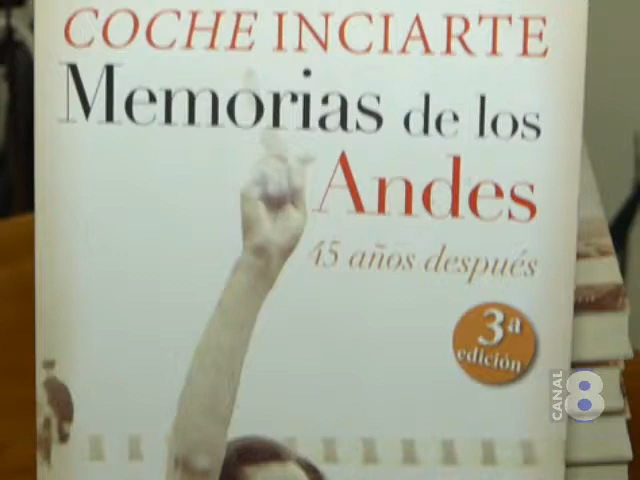 COCHE INCIARTE
Memorias de los
Andes
45 años después
3ª
edición
CANAL
8